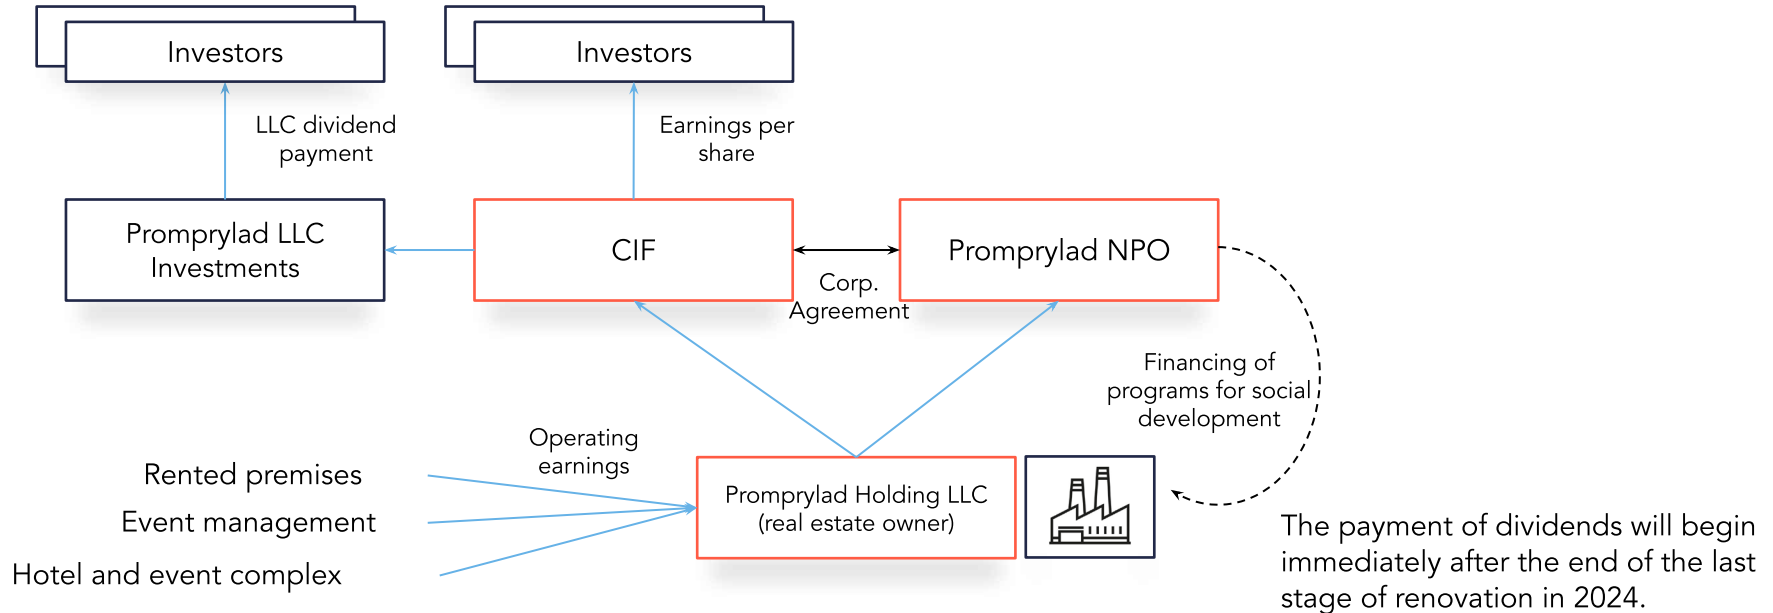 Investors
Investors
LLC dividend
payment
Earnings per
share
Promprylad LLC
Investments
CIF
Promprylad NPO
Corp.
Agreement
Financing of
programs for social
development
Operating
earnings
Rented premises
Event management
Hotel and event complex
Promprylad Holding LLC
(real estate owner)
The payment of dividends will begin
immediately after the end of the last
stage of renovation in 2024.